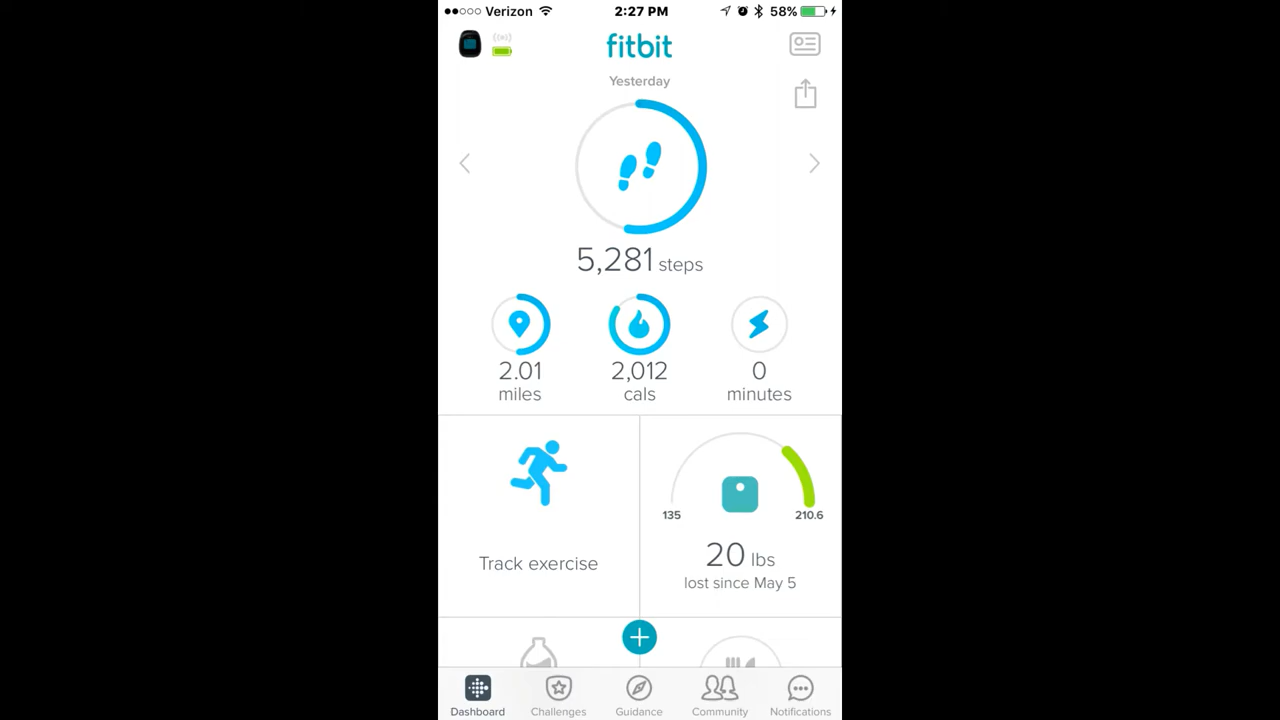 Verizon 2:27 PM 58%
fitbit
Yesterday
5,281 steps
2.01 2,012 0
miles cals minutes
135 210.6
20 lbs
Track exercise lost since May 5
Dashboard Challenges Guidance Community Notifications